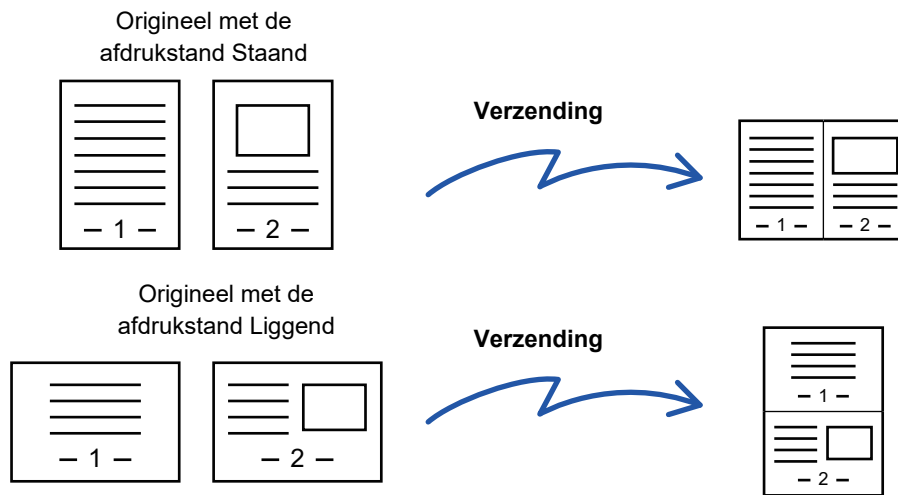 Origineel met de
afdrukstand Staand
Verzending
– 1 –
– 2 –
– 1 –
– 2 –
Origineel met de
afdrukstand Liggend
Verzending
– 1 –
– 2 –
– 1 –
– 2 –